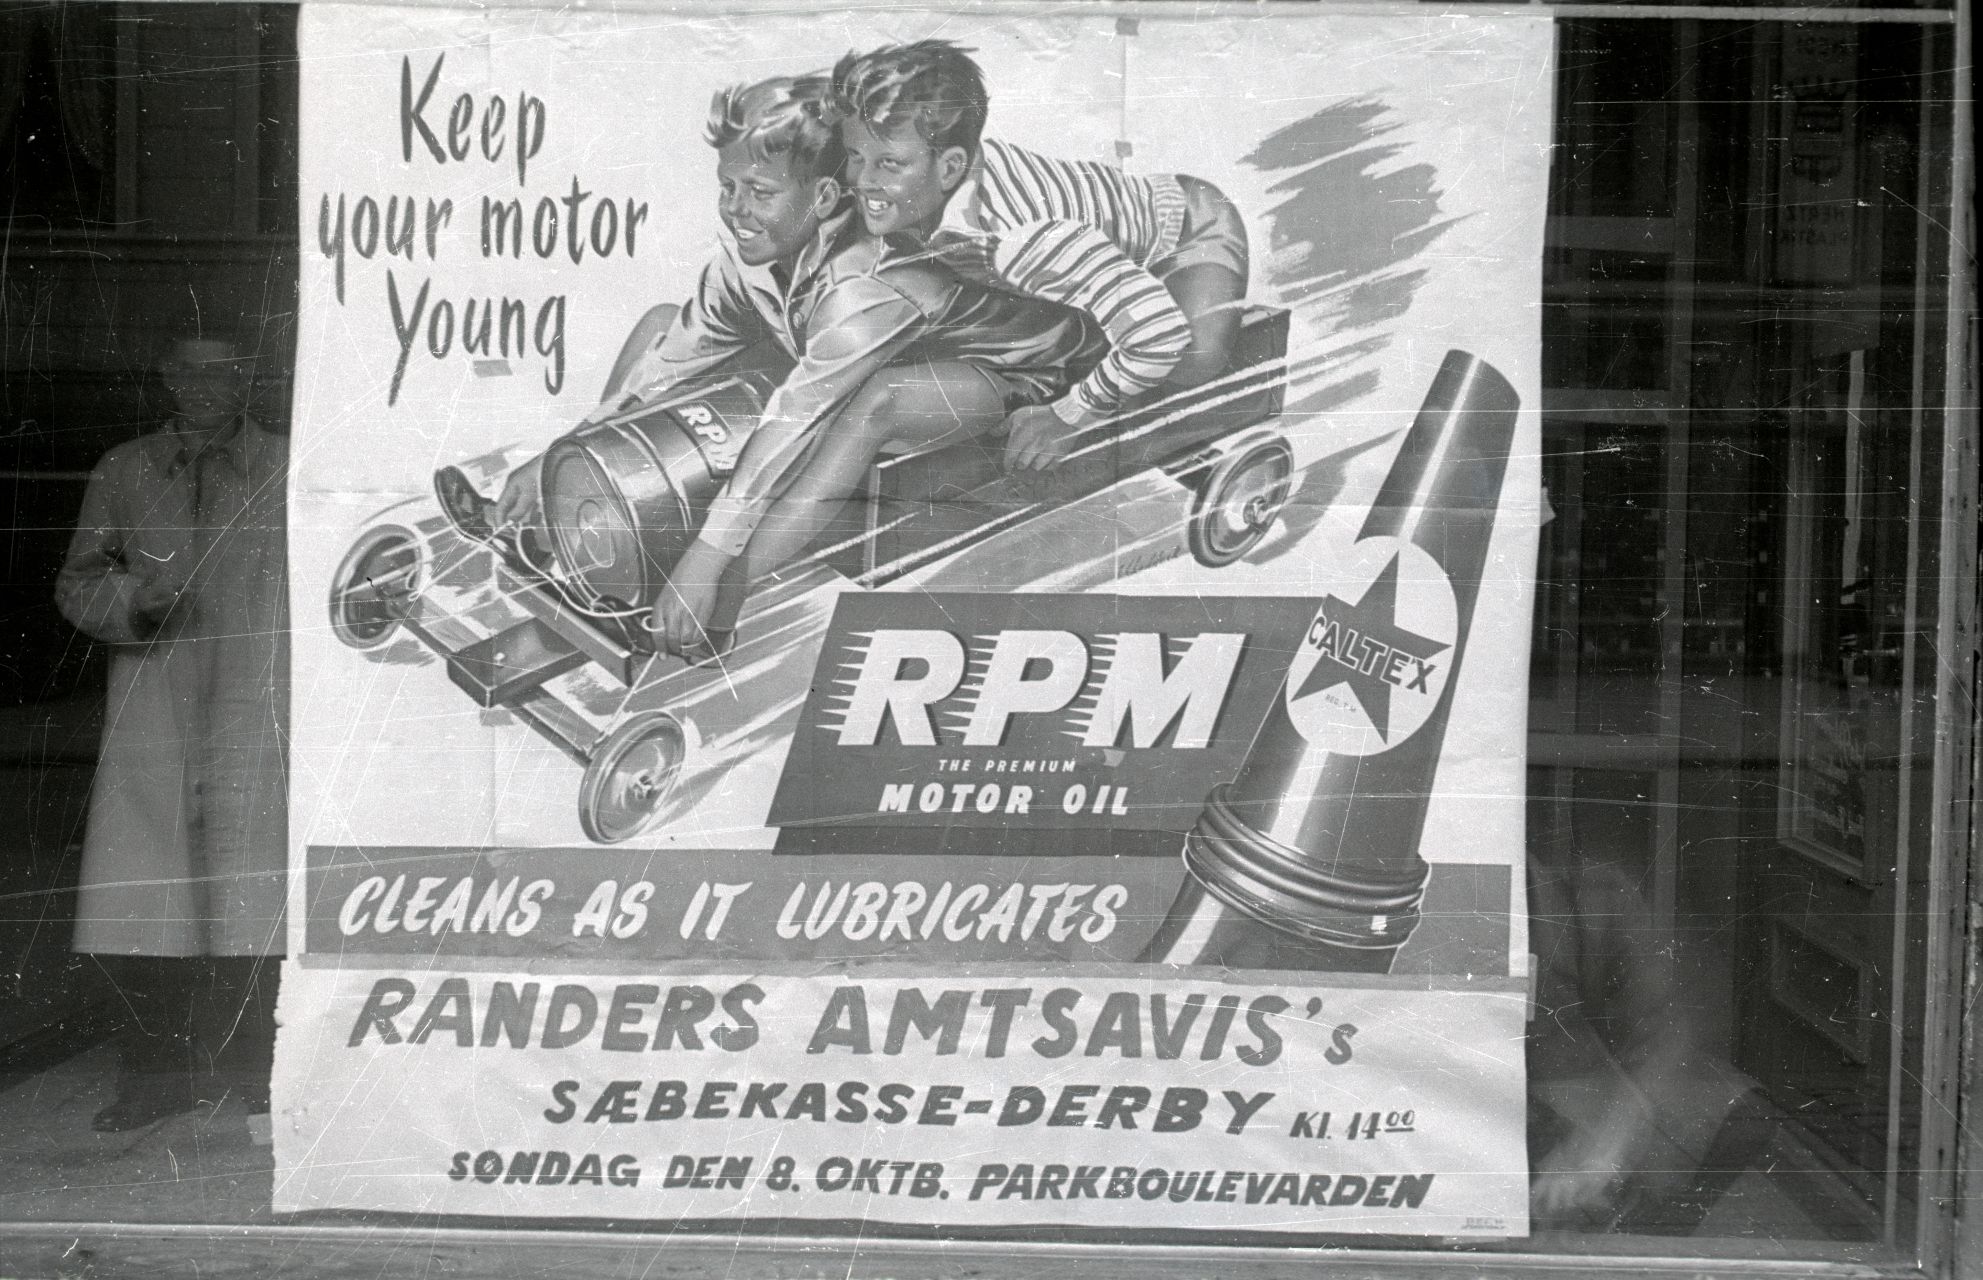 Keep
your motor
Young
RPM
RPM
THE PREMIUM
MOTOR OIL
CALTEX
REG. T.M.
CLEANS AS IT LUBRICATES
RANDERS AMTSAVIS's
SÆBEKASSE-DERBY Kl. 14⁰⁰
SØNDAG DEN 8. OKTB. PARKBOULEVARDEN